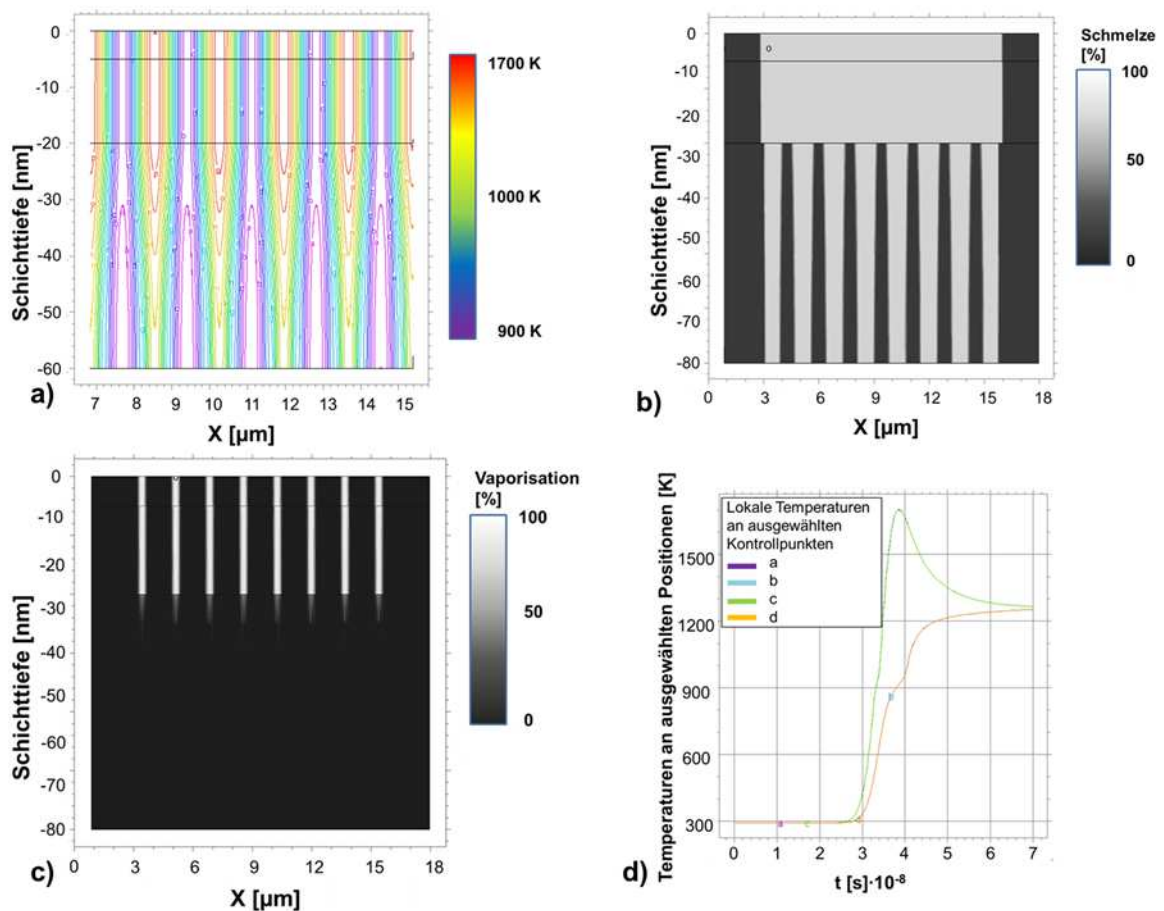 0
-10
-20
-30
-40
-50
-60
Schichttiefe [nm]
7 8 9 10 11 12 13 14 15
X [µm]
a)
1700 K
1000 K
900 K
0
-10
-20
-30
-40
-50
-60
-70
-80
Schichttiefe [nm]
0 3 6 9 12 15 18
X [µm]
b)
Schmelze
[%]
100
50
0
0
-10
-20
-30
-40
-50
-60
-70
-80
Schichttiefe [nm]
0 3 6 9 12 15 18
X [µm]
c)
Vaporisation
[%]
100
50
0
Temperaturen an ausgewählten Positionen [K]
1500
1200
900
600
300
Lokale Temperaturen
an ausgewählten
Kontrollpunkten
a
b
c
d
b
a
c
0 1 2 3 4 5 6 7
t [s]·10-8
d)